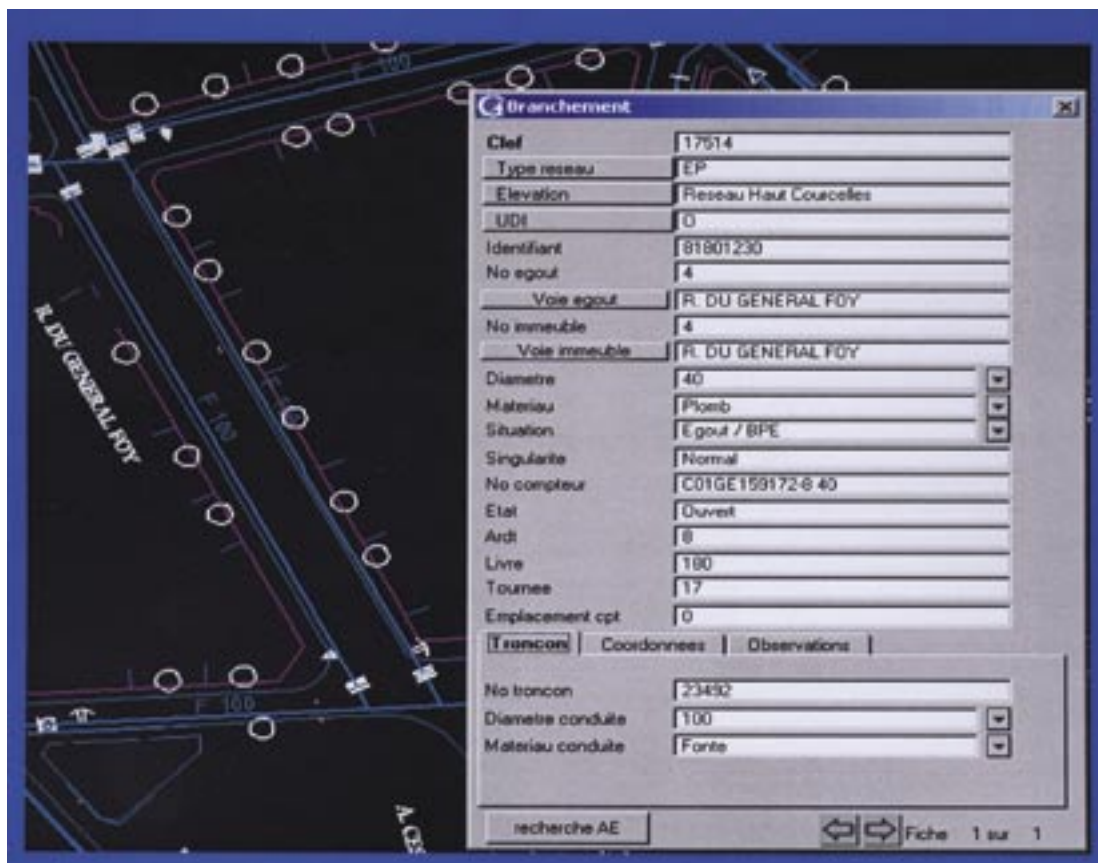 F 100
R. DU GENERAL FOY
F 100
F 100
Branchement
Clef 17514
Type reseau EP
Elevation Reseau Haut Courcelles
UDI 0
Identifiant 81801230
No egout 4
Voie egout R. DU GENERAL FOY
No immeuble 4
Voie immeuble R. DU GENERAL FOY
Diametre 40
Materiau Plomb
Situation Egout / BPE
Singularite Normal
No compteur C01GE159172-8 40
Etat Ouvert
Ardt 8
Livre 180
Tournee 17
Emplacement cpt 0
Troncon Coordonnees Observations
No troncon 23492
Diametre conduite 100
Materiau conduite Fonte
recherche AE Fiche 1 sur 1